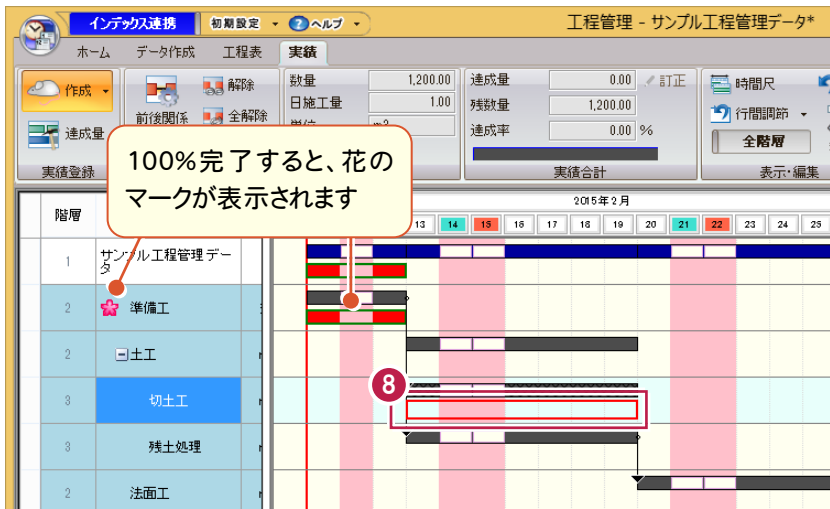 インデックス連携 初期設定 ヘルプ 工程管理 - サンプル工程管理データ*
ホーム データ作成 工程表 実績
作成 解除 数量 1,200.00 達成量 0.00 訂正 時間尺
前後関係 全解除 日施工量 1.00 残数量 1,200.00 行間調節
達成量 達成率 0.00 % 全階層
実績登録 実績合計 表示・編集
100%完了すると、花の
マークが表示されます
階層 2015年2月
13 14 15 16 17 18 19 20 21 22 23 24 25
1 サンプル工程管理データ
2 準備工
2 土工
8
3 切土工
3 残土処理
2 法面工